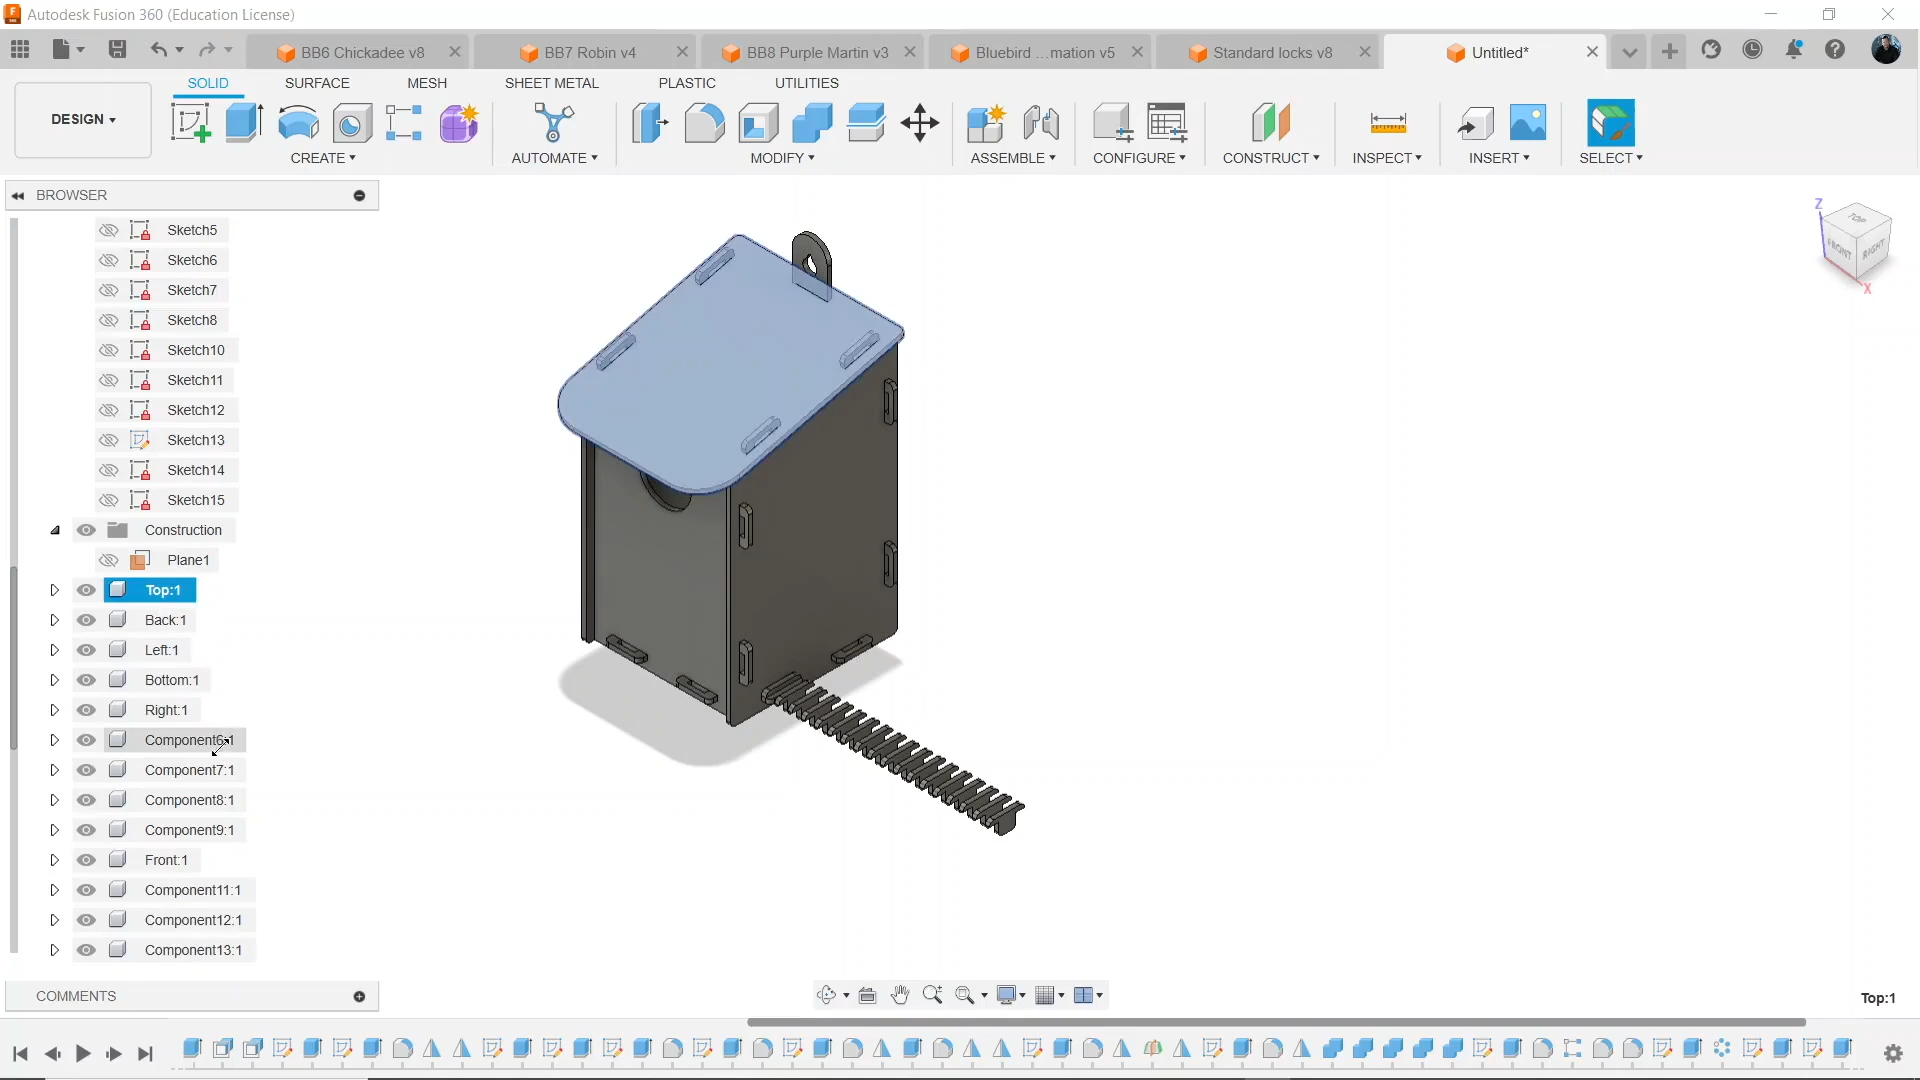 Autodesk Fusion 360 (Education License)
BB6 Chickadee v8
BB7 Robin v4
BB8 Purple Martin v3
Bluebird ...mation v5
Standard locks v8
Untitled*
DESIGN
SOLID
SURFACE
MESH
SHEET METAL
PLASTIC
UTILITIES
CREATE
AUTOMATE
MODIFY
ASSEMBLE
CONFIGURE
CONSTRUCT
INSPECT
INSERT
SELECT
BROWSER
Sketch5
Sketch6
Sketch7
Sketch8
Sketch10
Sketch11
Sketch12
Sketch13
Sketch14
Sketch15
Construction
Plane1
Top:1
Back:1
Left:1
Bottom:1
Right:1
Component6:1
Component7:1
Component8:1
Component9:1
Front:1
Component11:1
Component12:1
Component13:1
Z
TOP
FRONT
RIGHT
X
COMMENTS
Top:1